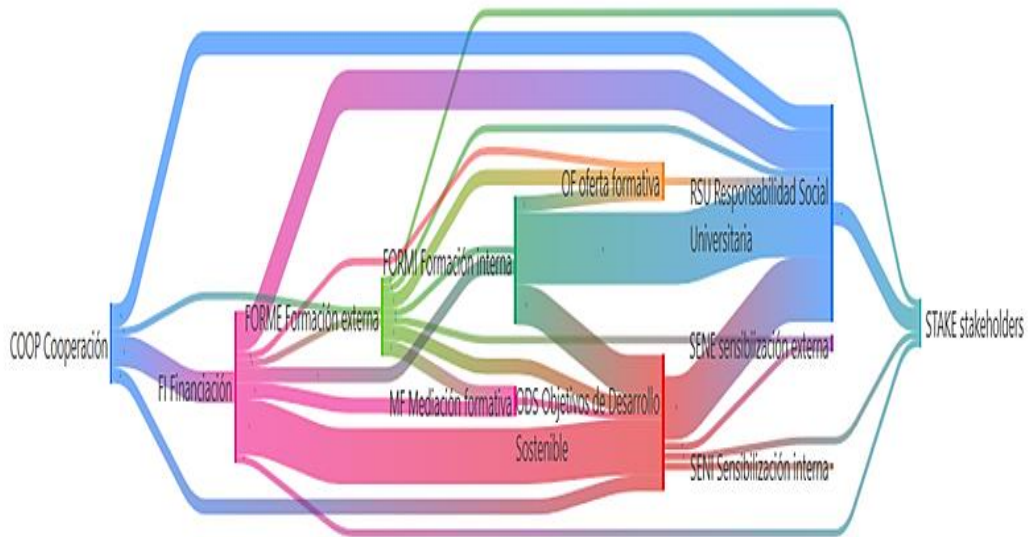 OF oferta formativa
RSU Responsabilidad Social
Universitaria
FORMI Formación interna
FORME Formación externa
COOP Cooperación
STAKE stakeholders
SENE sensibilización externa
FI Financiación
MF Mediación formativa
ODS Objetivos de Desarrollo
Sostenible
SENI Sensibilización interna